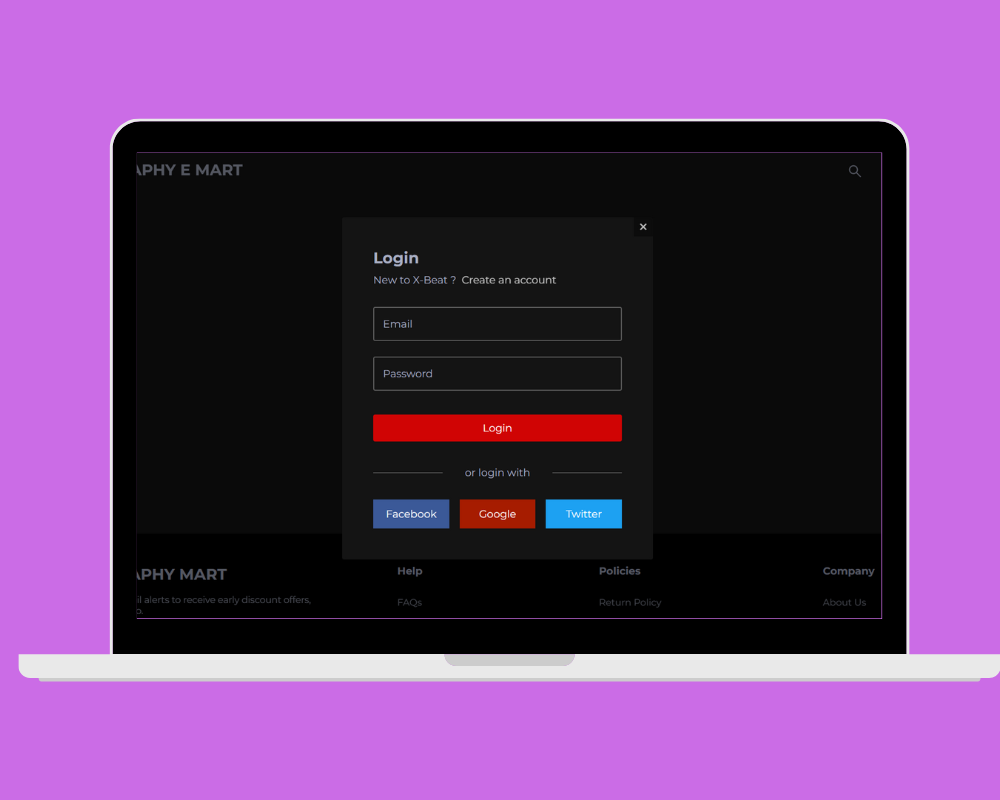 APHY E MART
×
Login
New to X-Beat ? Create an account
Email
Password
Login
or login with
Facebook Google Twitter
APHY MART
Help Policies Company
il alerts to receive early discount offers,
FAQs Return Policy About Us